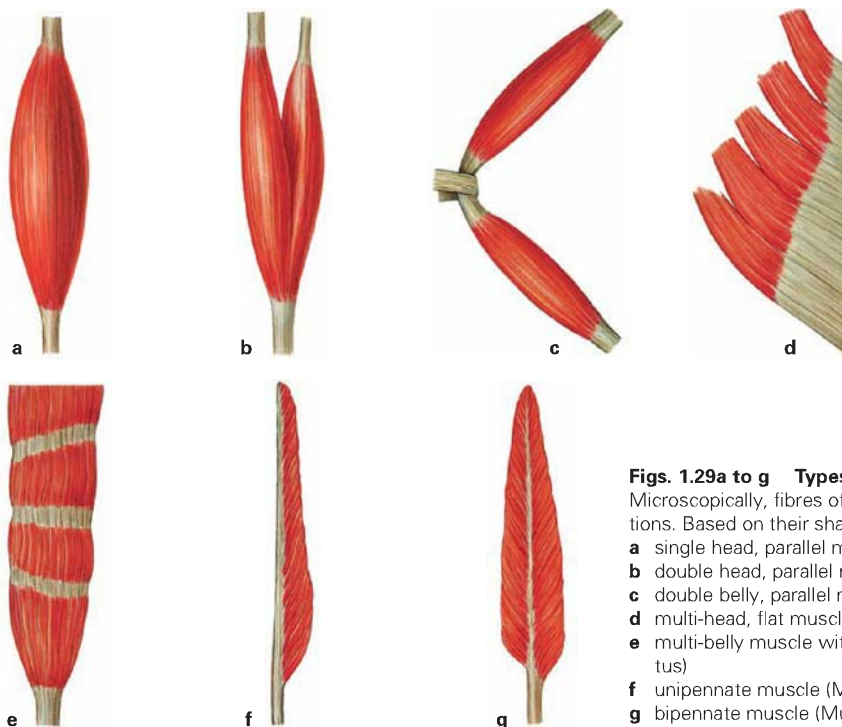 a
b
c
d
e
f
g
Figs. 1.29a to g Types
Microscopically, fibres of
tions. Based on their sha
a single head, parallel m
b double head, parallel
c double belly, parallel
d multi-head, flat muscl
e multi-belly muscle wit
tus)
f unipennate muscle (M
g bipennate muscle (Mu